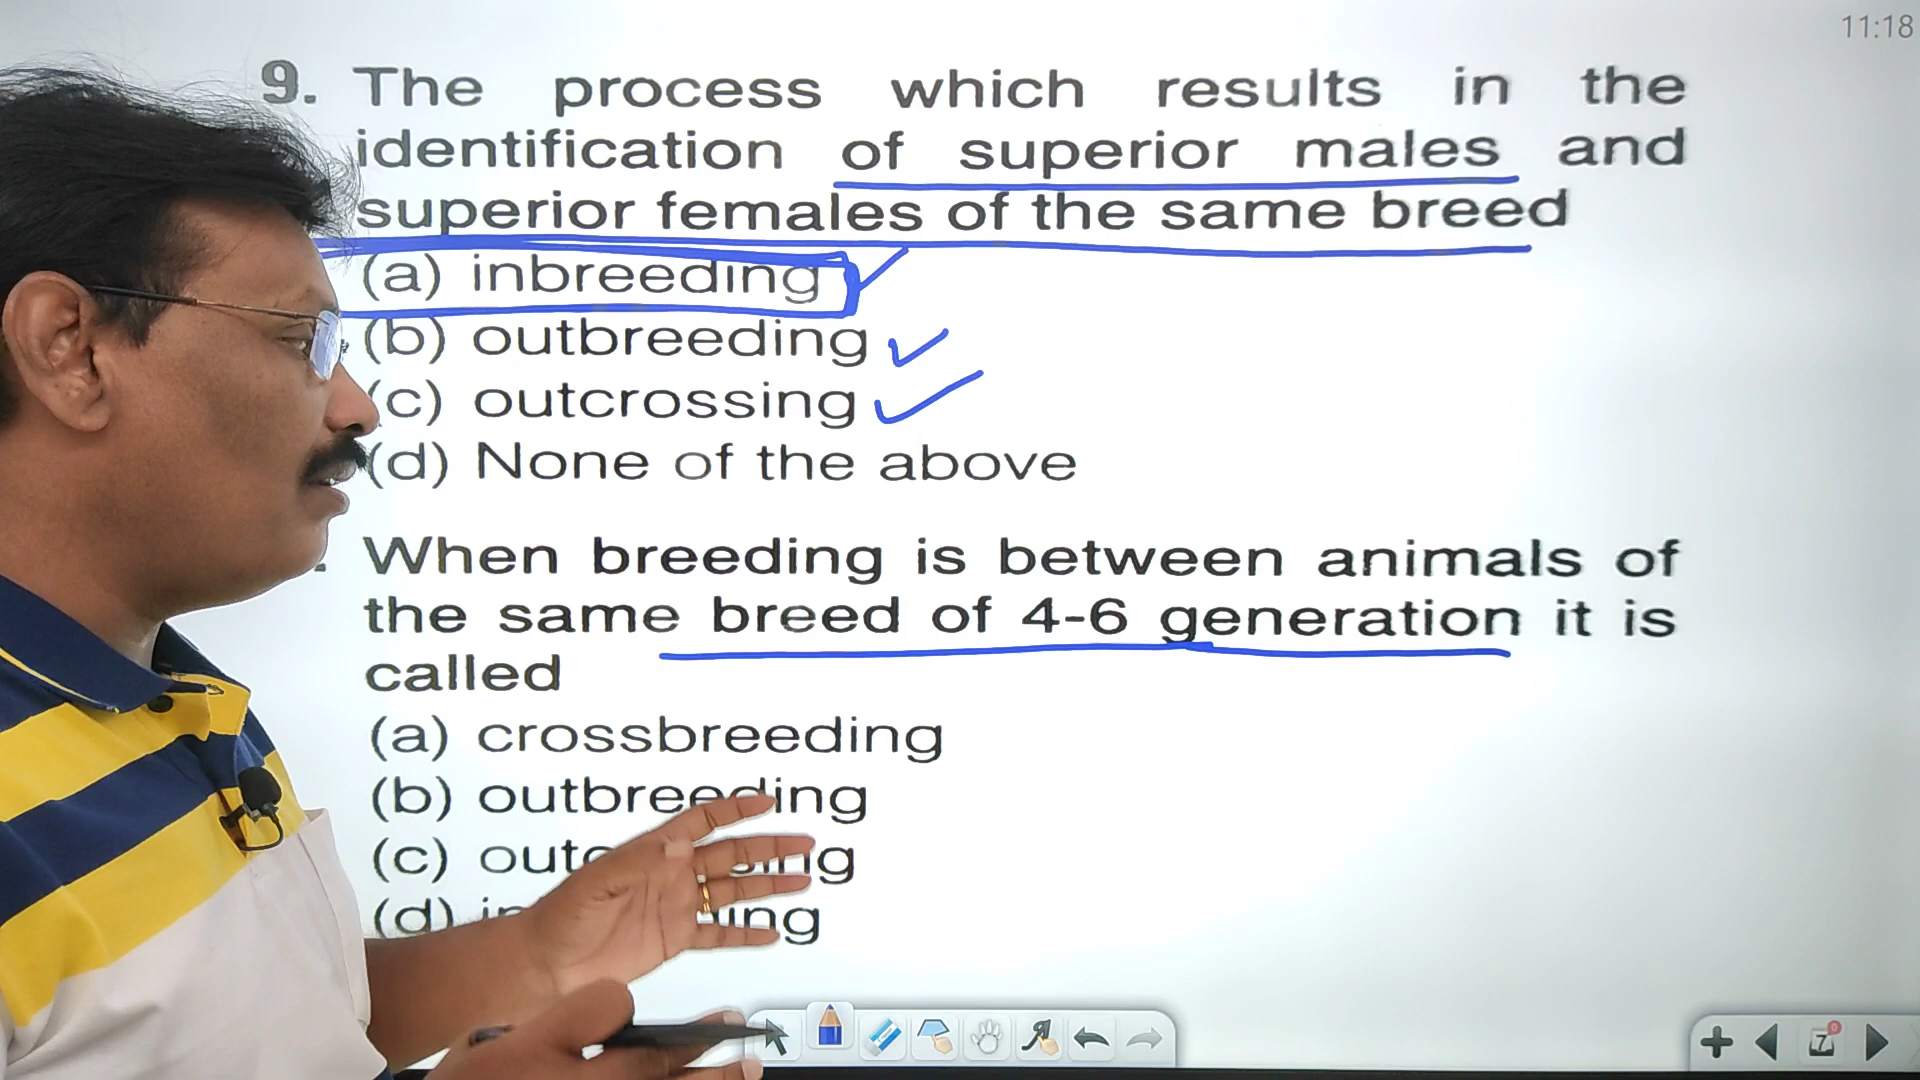 11:18
9. The process which results in the
identification of superior males and
superior females of the same breed
(a) inbreeding
(b) outbreeding
(c) outcrossing
(d) None of the above
When breeding is between animals of
the same breed of 4-6 generation it is
called
(a) crossbreeding
(b) outbreeding
(c)
(d)
7